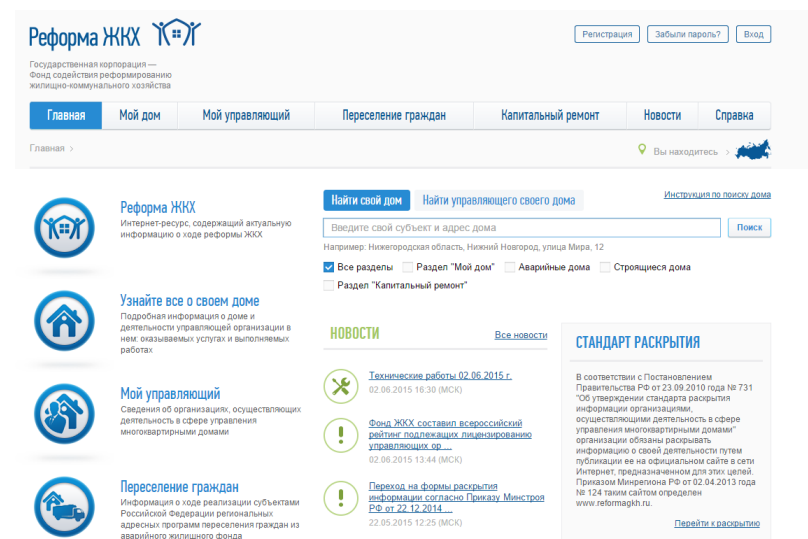 Реформа ЖКХ
Государственная корпорация —
Фонд содействия реформированию
жилищно-коммунального хозяйства
Регистрация Забыли пароль? Вход
Главная Мой дом Мой управляющий Переселение граждан Капитальный ремонт Новости Справка
Главная >
Вы находитесь >
Реформа ЖКХ
Интернет-ресурс, содержащий актуальную
информацию о ходе реформы ЖКХ
Узнайте все о своем доме
Подробная информация о доме и
деятельности управляющей организации в
нем: оказываемых услугах и выполняемых
работах
Мой управляющий
Сведения об организациях, осуществляющих
деятельность в сфере управления
многоквартирными домами
Переселение граждан
Информация о ходе реализации субъектами
Российской Федерации региональных
адресных программ переселения граждан из
аварийного жилищного фонда
Найти свой дом Найти управляющего своего дома Инструкция по поиску дома
Введите свой субъект и адрес дома Поиск
Например: Нижегородская область, Нижний Новгород, улица Мира, 12
Все разделы Раздел "Мой дом" Аварийные дома Строящиеся дома
Раздел "Капитальный ремонт"
НОВОСТИ Все новости
Технические работы 02.06.2015 г.
02.06.2015 16:30 (МСК)
Фонд ЖКХ составил всероссийский
рейтинг подлежащих лицензированию
управляющих ор ...
02.06.2015 13:44 (МСК)
Переход на формы раскрытия
информации согласно Приказу Минстроя
РФ от 22.12.2014 ...
22.05.2015 12:25 (МСК)
СТАНДАРТ РАСКРЫТИЯ
В соответствии с Постановлением
Правительства РФ от 23.09.2010 года № 731
"Об утверждении стандарта раскрытия
информации организациями,
осуществляющими деятельность в сфере
управления многоквартирными домами"
организации обязаны раскрывать
информацию о своей деятельности путем
публикации ее на официальном сайте в сети
Интернет, предназначенном для этих целей.
Приказом Минрегиона РФ от 02.04.2013 года
№ 124 таким сайтом определен
www.reformagkh.ru.
Перейти к раскрытию